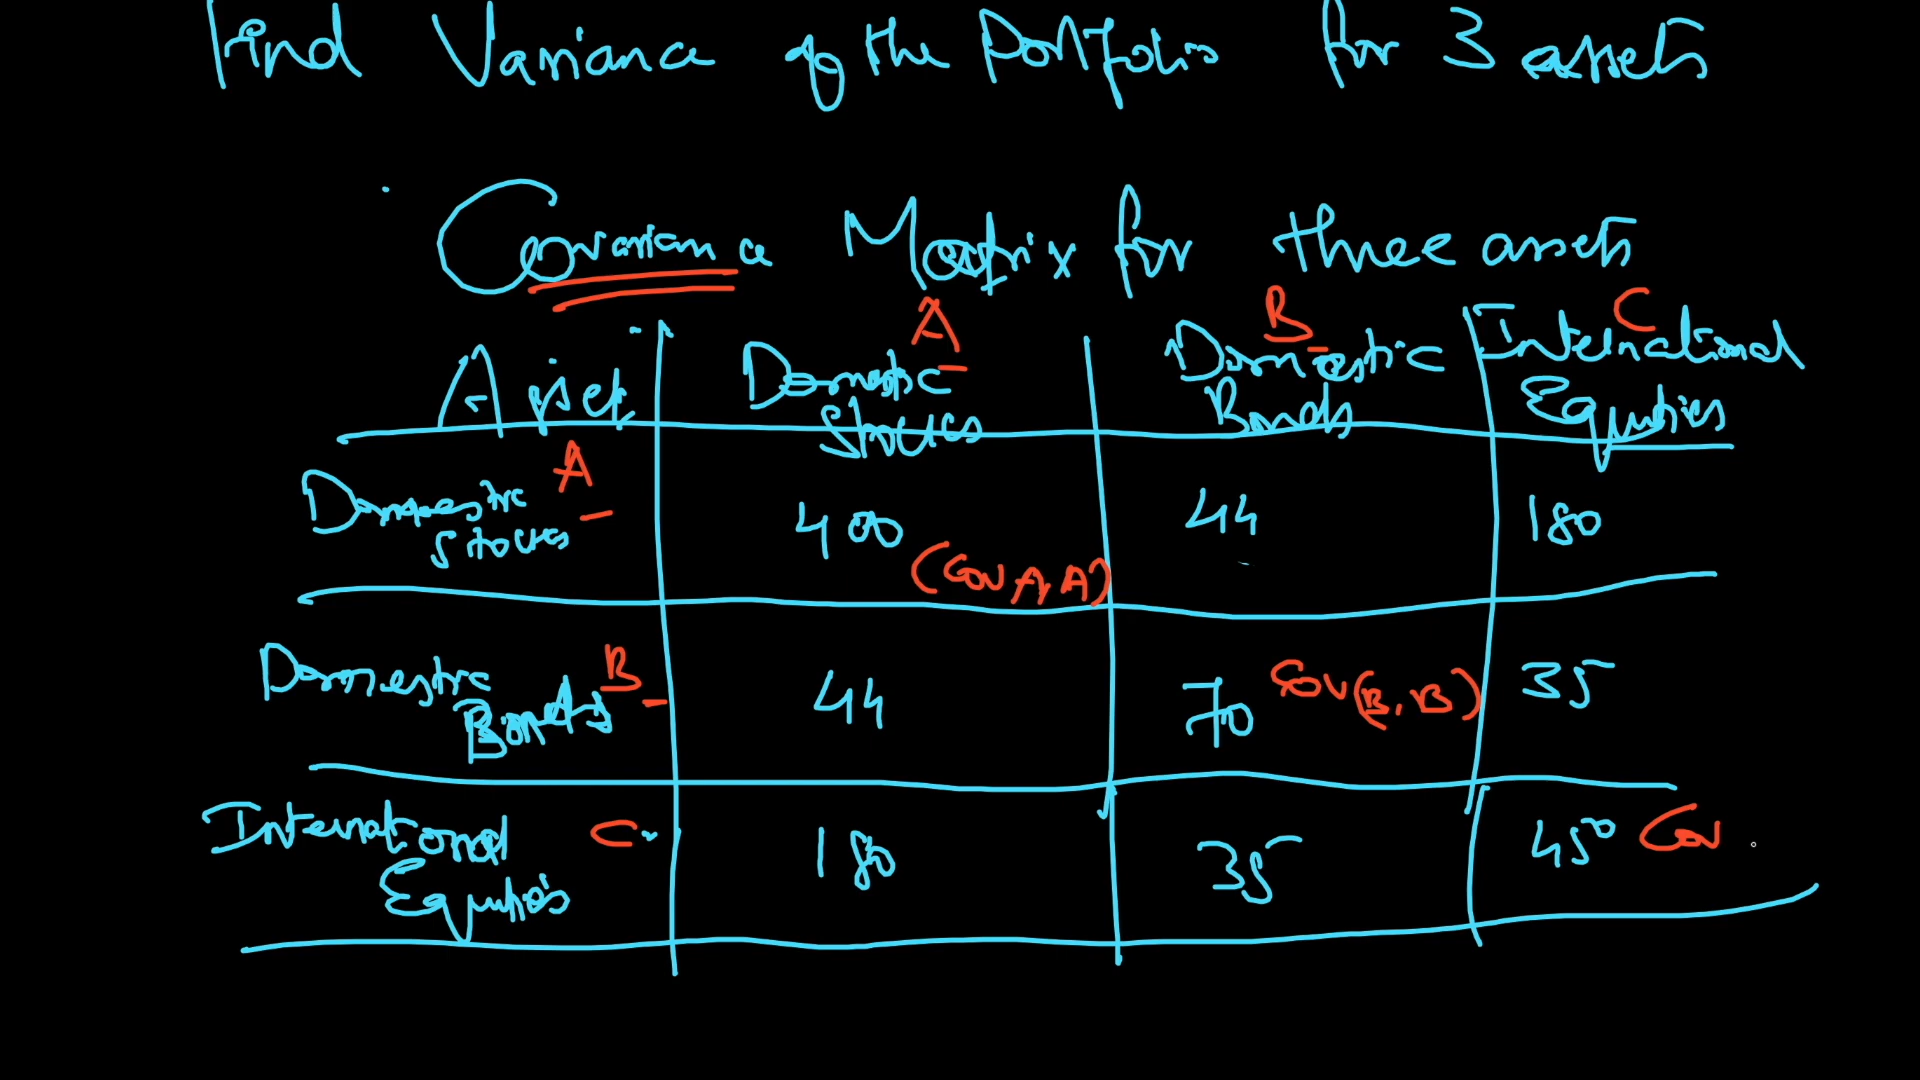 Find Variance of the Portfolio for 3 assets
Covariance Matrix for three assets
A B C
Asset Domestic Stocks Domestic Bonds International Equities
Domestic Stocks A 400 (Cov A, A) 44 180
Domestic Bonds B 44 70 Cov(B, B) 35
International Equities C 180 35 450 Cov